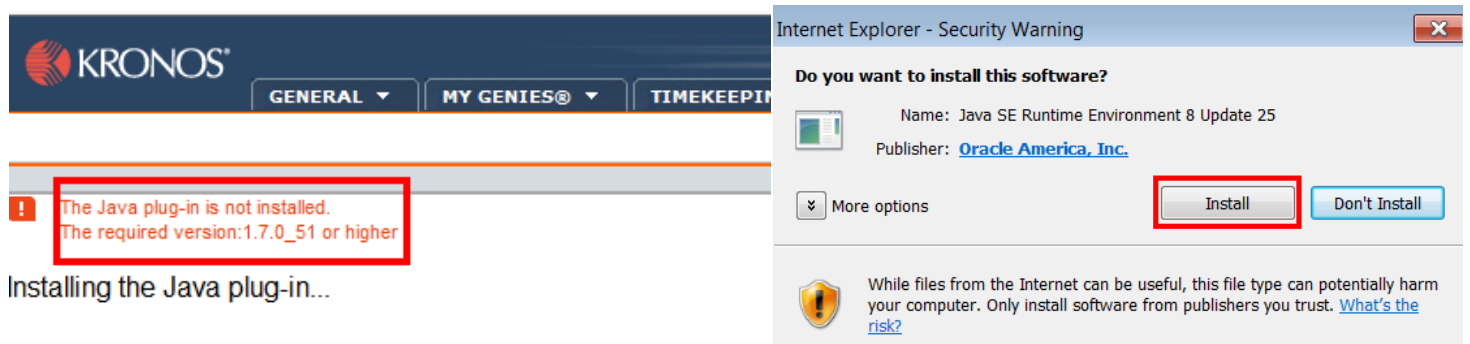 KRONOS®
GENERAL
MY GENIES®
The Java plug-in is not installed.
The required version:1.7.0_51 or higher
Installing the Java plug-in...
Internet Explorer - Security Warning
Do you want to install this software?
Name: Java SE Runtime Environment 8 Update 25
Publisher: Oracle America, Inc.
More options
Install
Don't Install
While files from the Internet can be useful, this file type can potentially harm
your computer. Only install software from publishers you trust. What's the
risk?